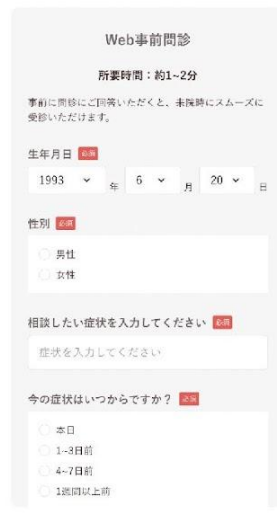 Web事前問診
所要時間：約1~2分
事前に問診にご回答いただくと、来院時にスムーズに
受診いただけます。
生年月日 必須
1993 年 6 月 20 日
性別 必須
男性
女性
相談したい症状を入力してください 必須
症状を入力してください
今の症状はいつからですか？ 必須
本日
1~3日前
4~7日前
1週間以上前